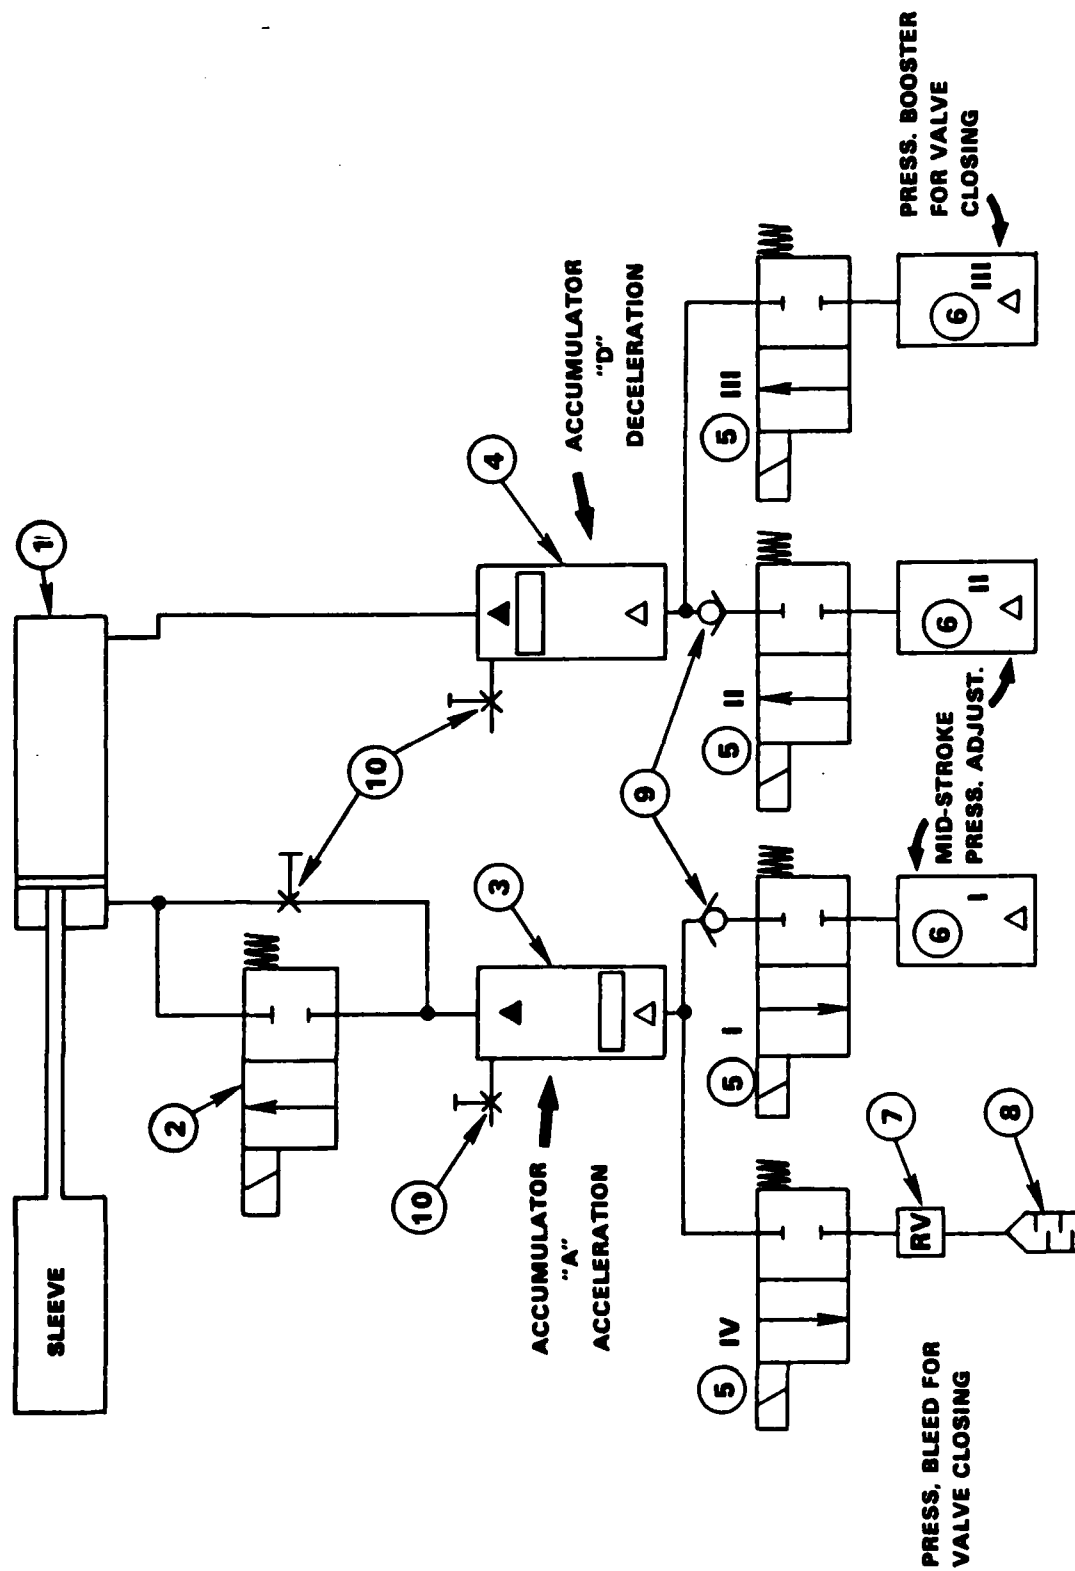 SLEEVE
1
2
10
10
3
4
ACCUMULATOR
"A"
ACCELERATION
ACCUMULATOR
"D"
DECELERATION
9
5
IV
5
I
5
II
5
III
7
RV
8
6
I
6
II
6
III
PRESS, BLEED FOR
VALVE CLOSING
MID-STROKE
PRESS. ADJUST.
PRESS. BOOSTER
FOR VALVE
CLOSING